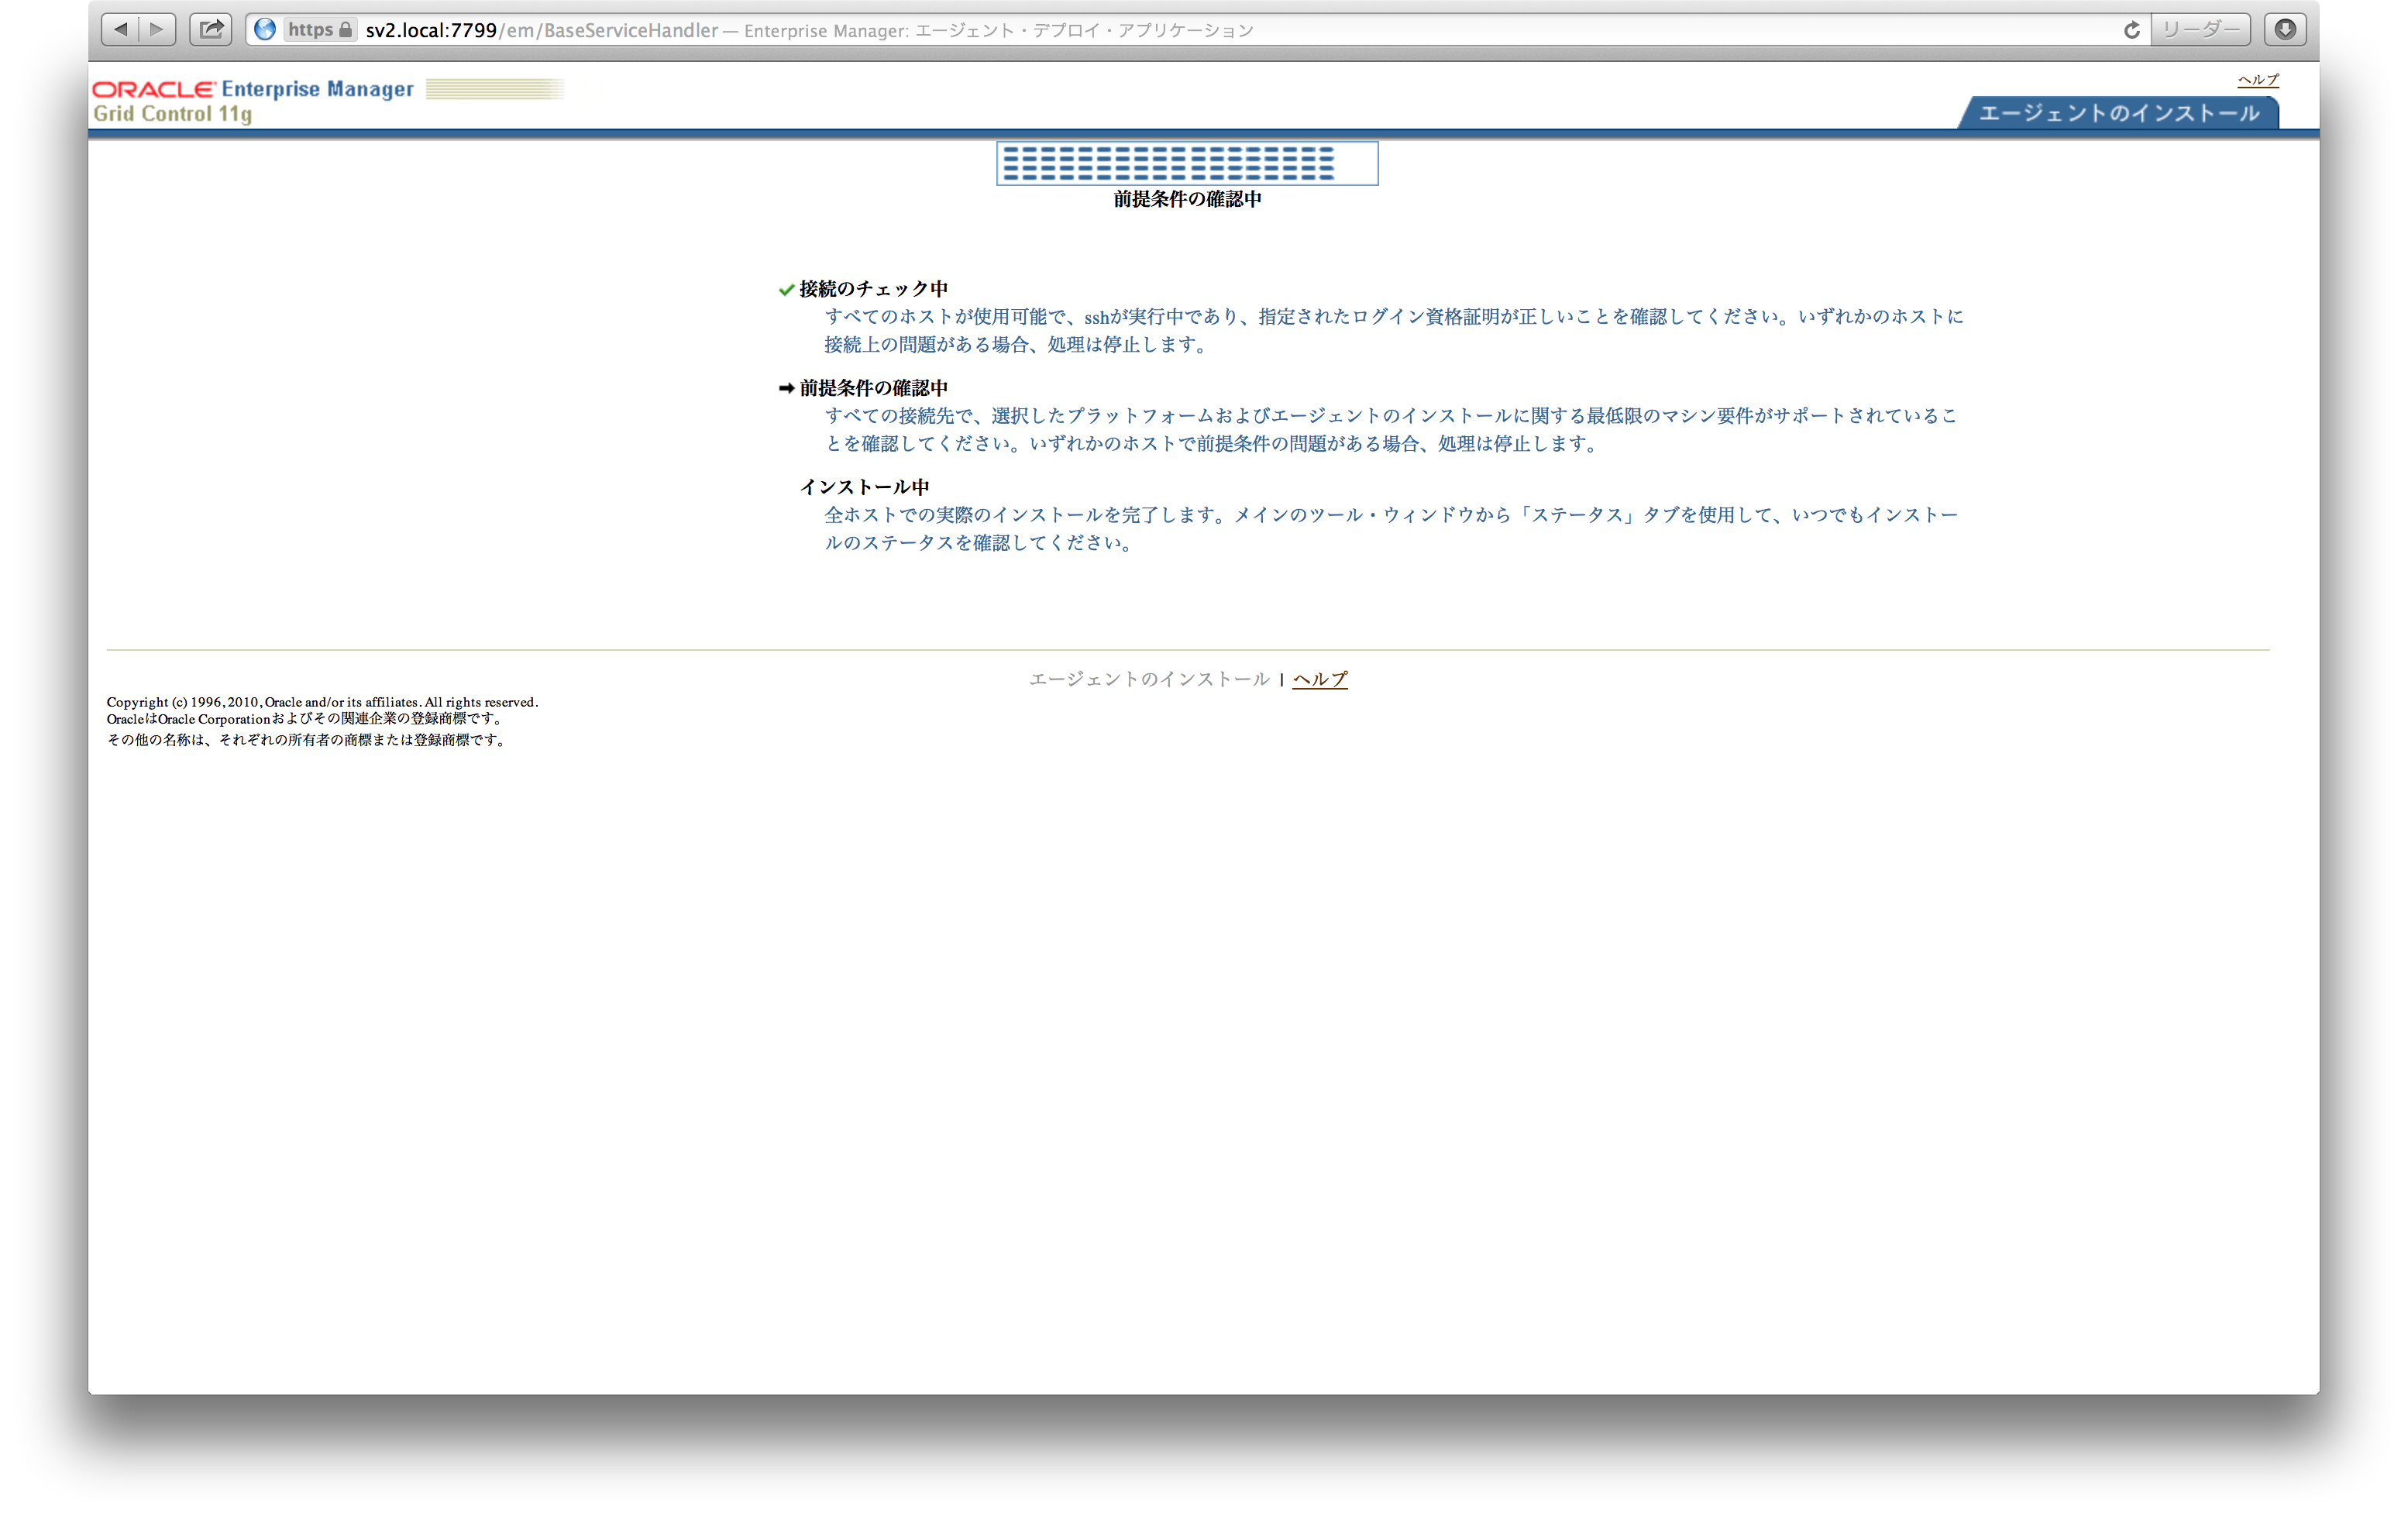 https sv2.local:7799/em/BaseServiceHandler — Enterprise Manager: エージェント・デプロイ・アプリケーション リーダー
ORACLE Enterprise Manager
Grid Control 11g
ヘルプ
エージェントのインストール
前提条件の確認中
接続のチェック中
すべてのホストが使用可能で、sshが実行中であり、指定されたログイン資格証明が正しいことを確認してください。いずれかのホストに
接続上の問題がある場合、処理は停止します。
前提条件の確認中
すべての接続先で、選択したプラットフォームおよびエージェントのインストールに関する最低限のマシン要件がサポートされているこ
とを確認してください。いずれかのホストで前提条件の問題がある場合、処理は停止します。
インストール中
全ホストでの実際のインストールを完了します。メインのツール・ウィンドウから「ステータス」タブを使用して、いつでもインストー
ルのステータスを確認してください。
エージェントのインストール | ヘルプ
Copyright (c) 1996, 2010, Oracle and/or its affiliates. All rights reserved.
OracleはOracle Corporationおよびその関連企業の登録商標です。
その他の名称は、それぞれの所有者の商標または登録商標です。